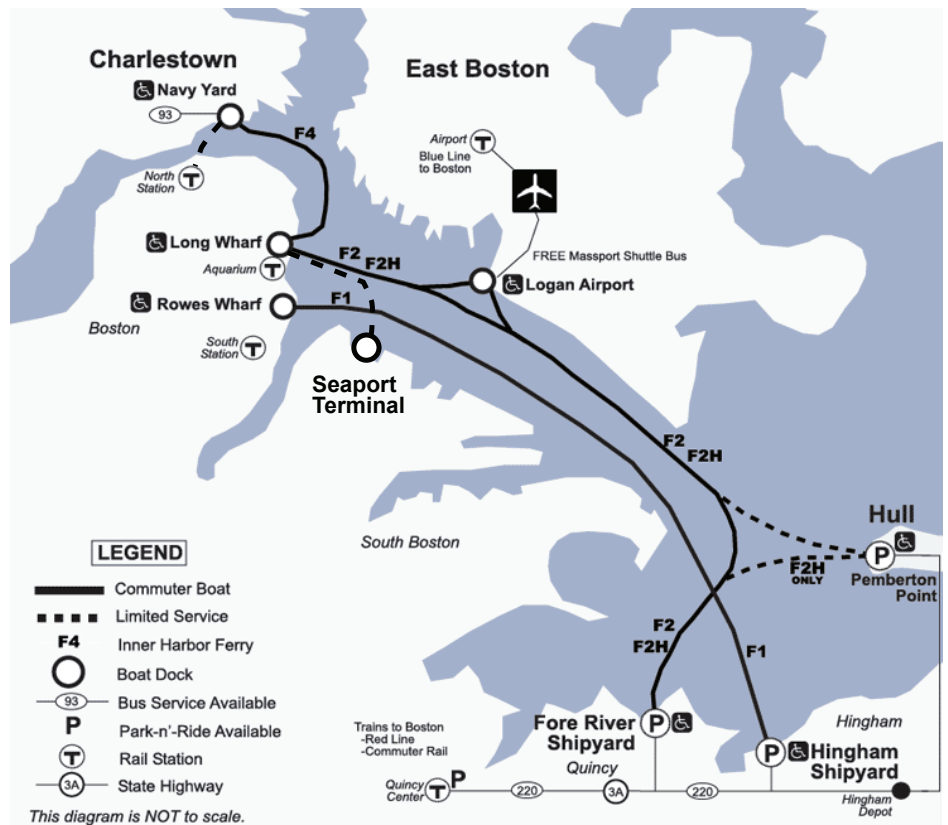 Charlestown
Navy Yard
93
F4
North
Station
T
East Boston
Airport
T
Blue Line
to Boston
FREE Massport Shuttle Bus
Long Wharf
Aquarium
T
F2
F2H
Logan Airport
Rowes Wharf
F1
Boston
South
Station
T
Seaport
Terminal
F2
F2H
South Boston
Hull
P
F2H
ONLY
Pemberton
Point
F2
F2H
F1
LEGEND
Commuter Boat
Limited Service
F4
Inner Harbor Ferry
Boat Dock
93
Bus Service Available
P
Park-n'-Ride Available
T
Rail Station
3A
State Highway
This diagram is NOT to scale.
Trains to Boston
-Red Line
-Commuter Rail
Fore River
Shipyard
P
Quincy
Hingham
P
Hingham
Shipyard
Quincy
Center
T
P
220
3A
220
Hingham
Depot